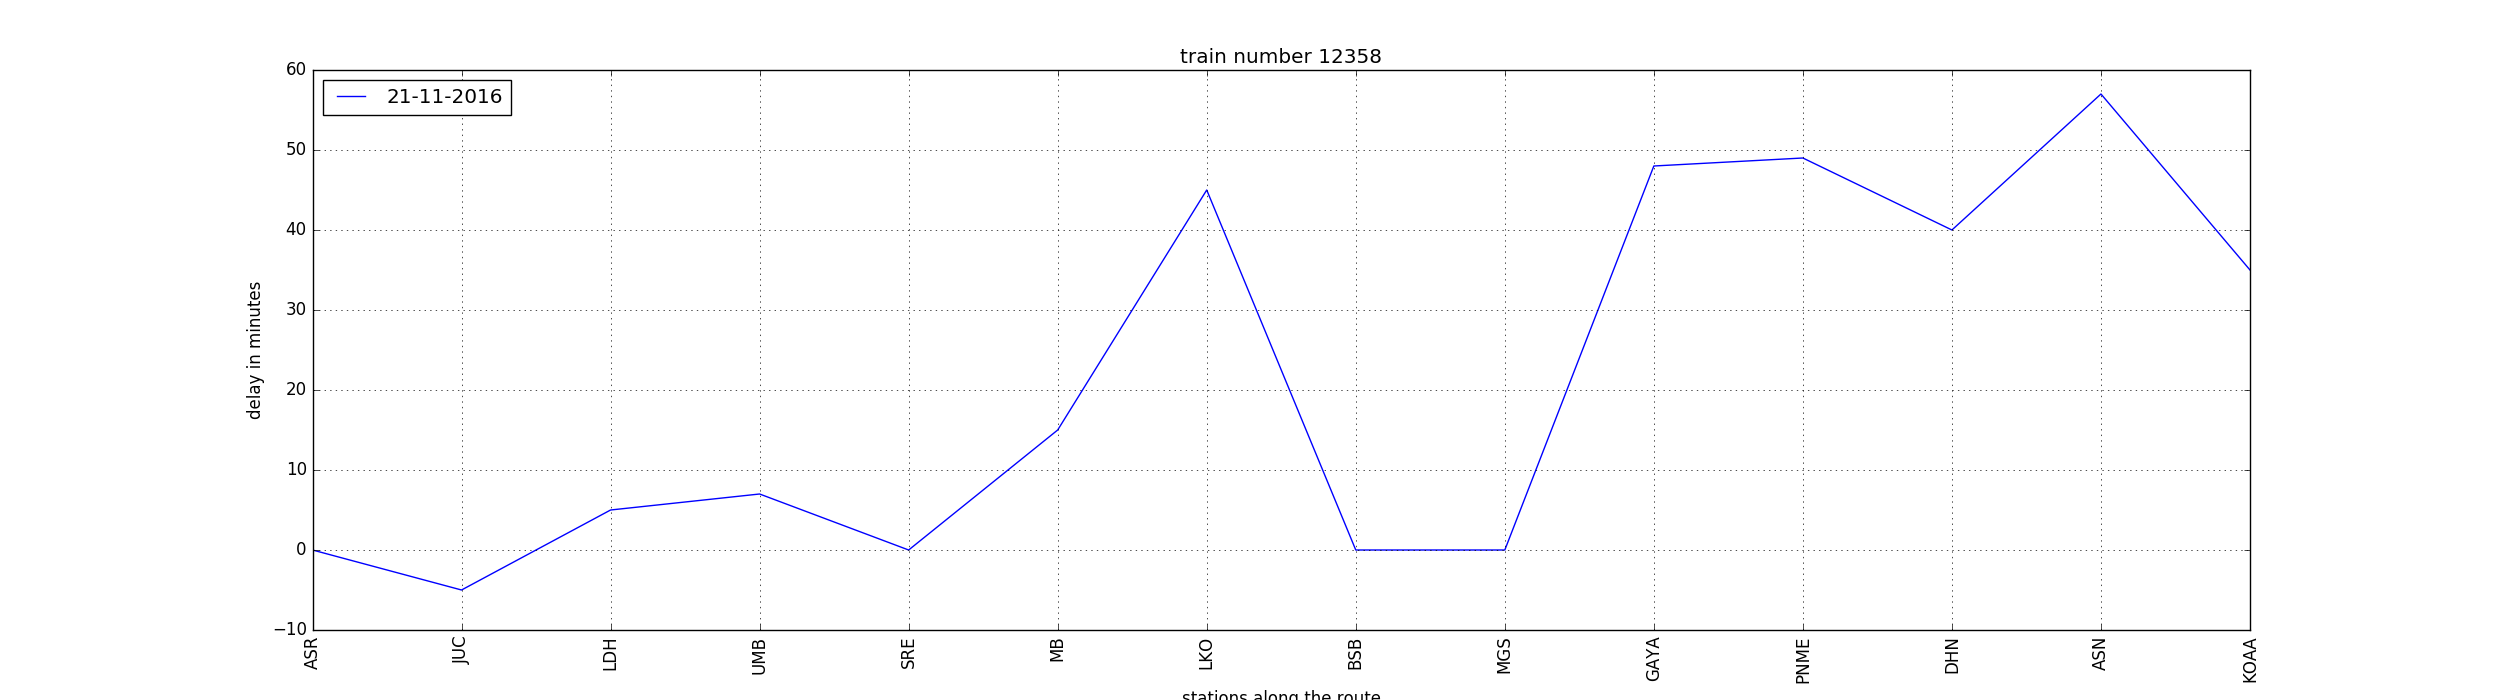 train number 12358
21-11-2016
60
50
40
30
20
10
0
−10
delay in minutes
ASR
JUC
LDH
UMB
SRE
MB
LKO
BSB
MGS
GAYA
PNME
DHN
ASN
KOAA
stations along the route